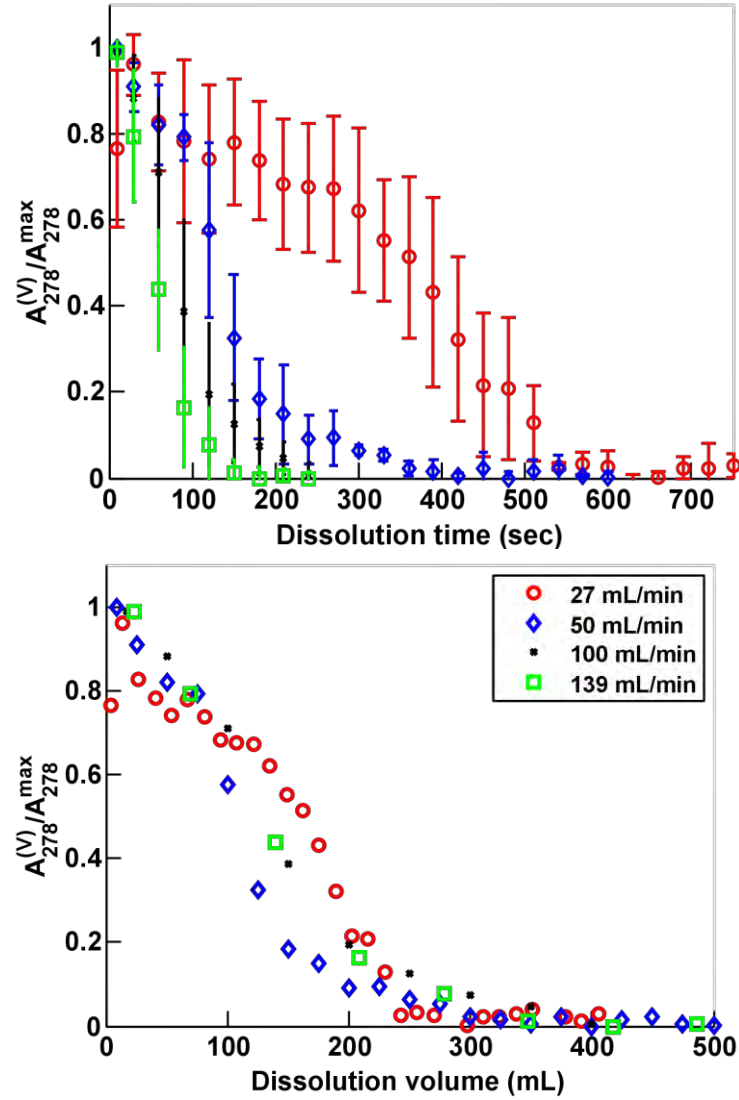 1
0.8
0.6
0.4
0.2
0
A278(V)/A278max
0 100 200 300 400 500 600 700
Dissolution time (sec)
1
0.8
0.6
0.4
0.2
0
A278(V)/A278max
27 mL/min
50 mL/min
100 mL/min
139 mL/min
0 100 200 300 400 500
Dissolution volume (mL)